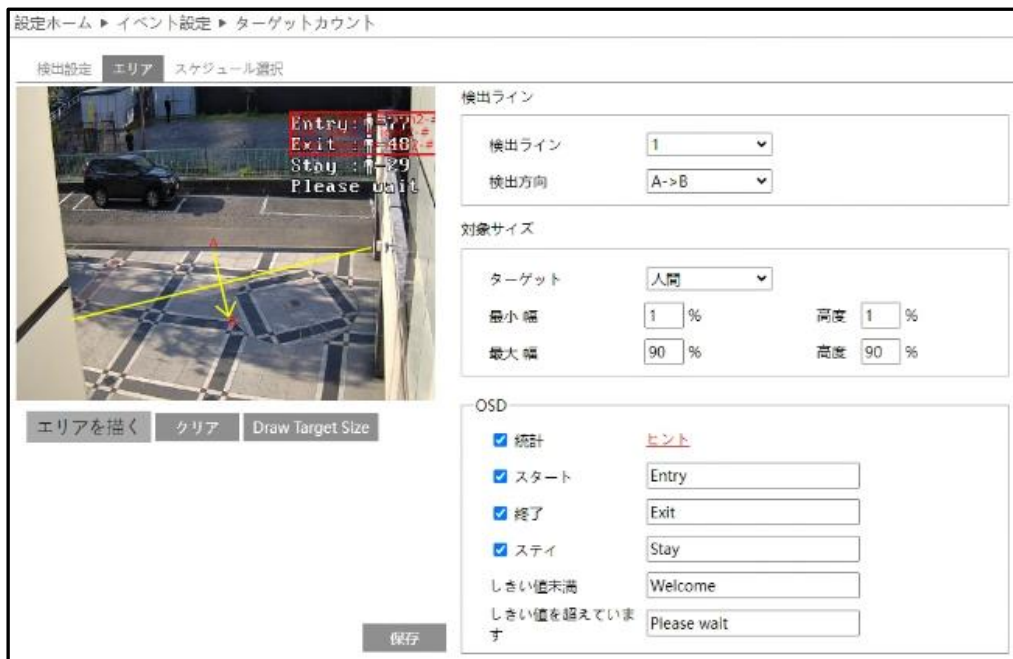 設定ホーム ▶ イベント設定 ▶ ターゲットカウント
検出設定 エリア スケジュール選択
Entry:
Exit :
Stay :
Please wait
A
エリアを描く クリア Draw Target Size
検出ライン
検出ライン 1
検出方向 A->B
対象サイズ
ターゲット 人間
最小 幅 1 % 高度 1 %
最大 幅 90 % 高度 90 %
OSD
統計 ヒント
スタート Entry
終了 Exit
ステイ Stay
しきい値未満 Welcome
しきい値を超えていま
す Please wait
保存